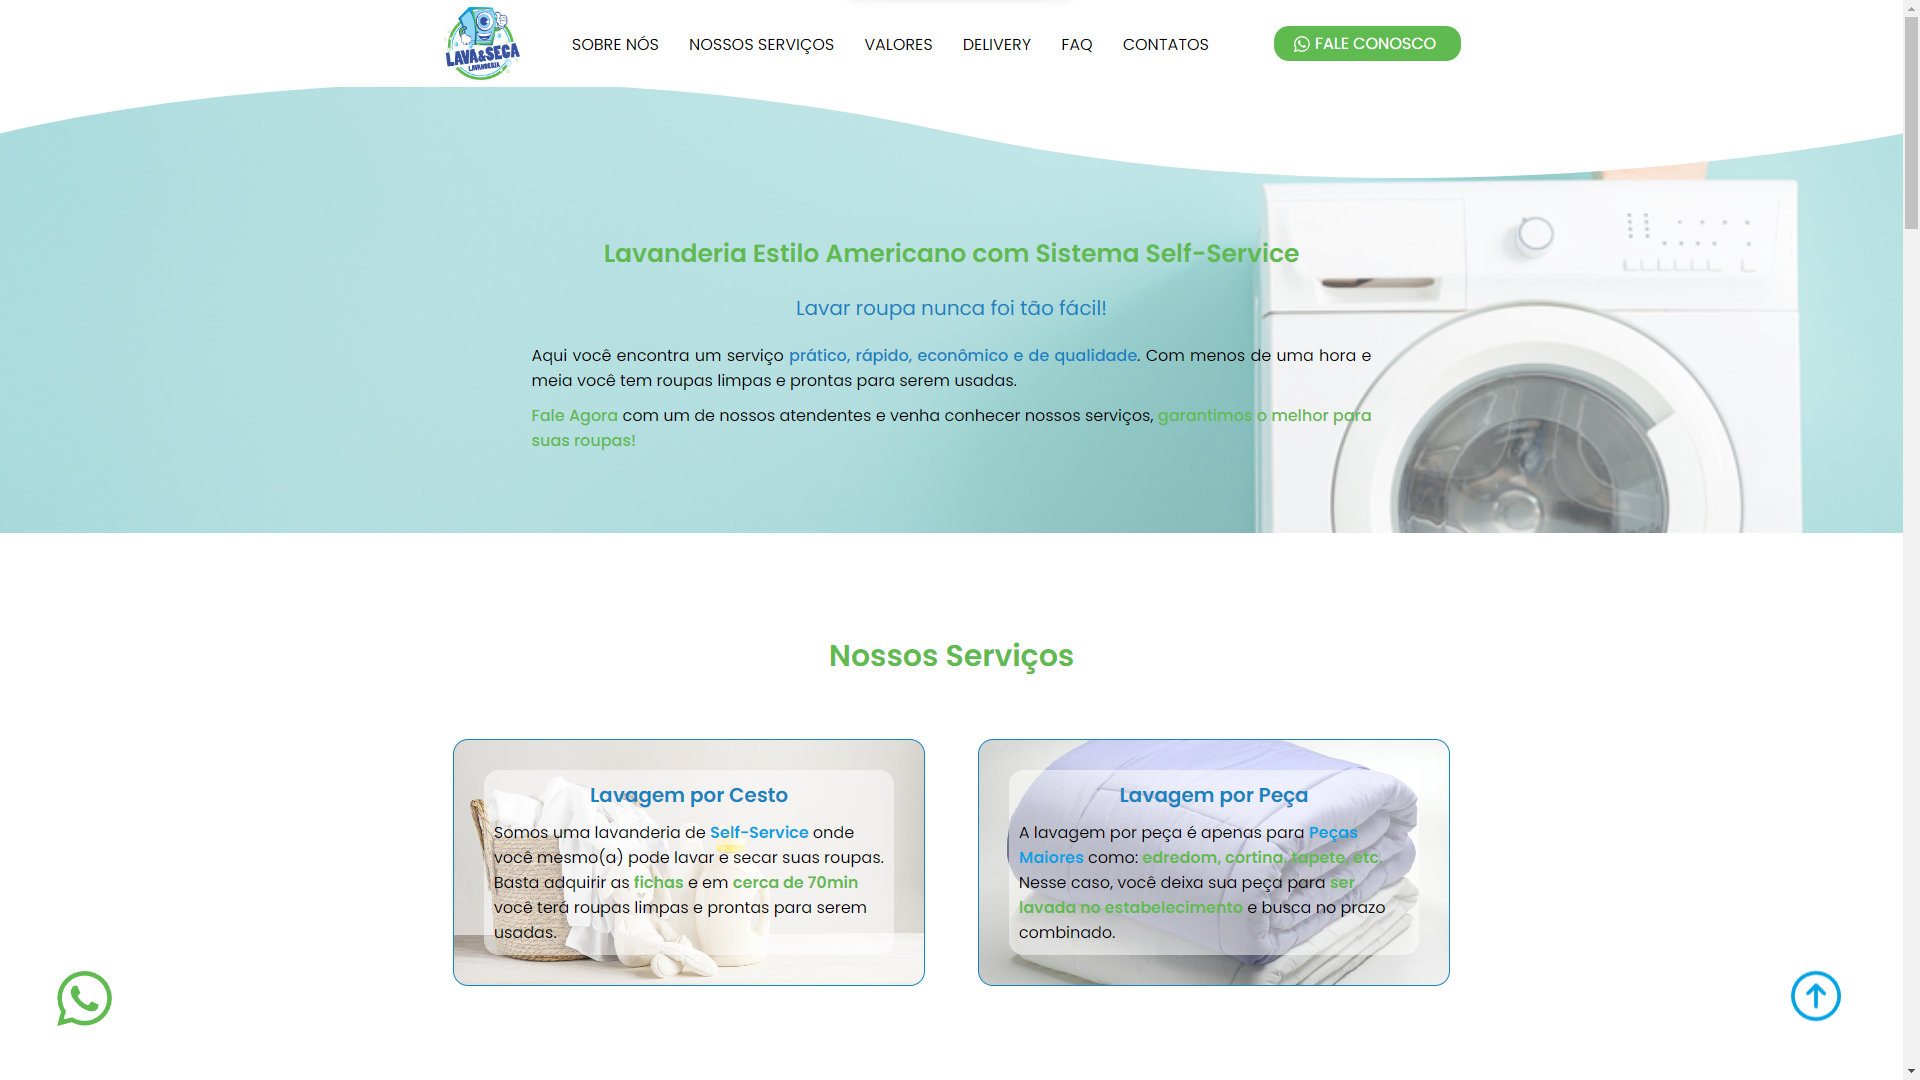 LAVA&SECA
LAVANDERIA
SOBRE NÓS
NOSSOS SERVIÇOS
VALORES
DELIVERY
FAQ
CONTATOS
FALE CONOSCO
Lavanderia Estilo Americano com Sistema Self-Service
Lavar roupa nunca foi tão fácil!
Aqui você encontra um serviço prático, rápido, econômico e de qualidade. Com menos de uma hora e
meia você tem roupas limpas e prontas para serem usadas.
Fale Agora com um de nossos atendentes e venha conhecer nossos serviços, garantimos o melhor para
suas roupas!
Nossos Serviços
Lavagem por Cesto
Somos uma lavanderia de Self-Service onde
você mesmo(a) pode lavar e secar suas roupas.
Basta adquirir as fichas e em cerca de 70min
você terá roupas limpas e prontas para serem
usadas.
Lavagem por Peça
A lavagem por peça é apenas para Peças
Maiores como: edredom, cortina, tapete, etc.
Nesse caso, você deixa sua peça para ser
lavada no estabelecimento e busca no prazo
combinado.